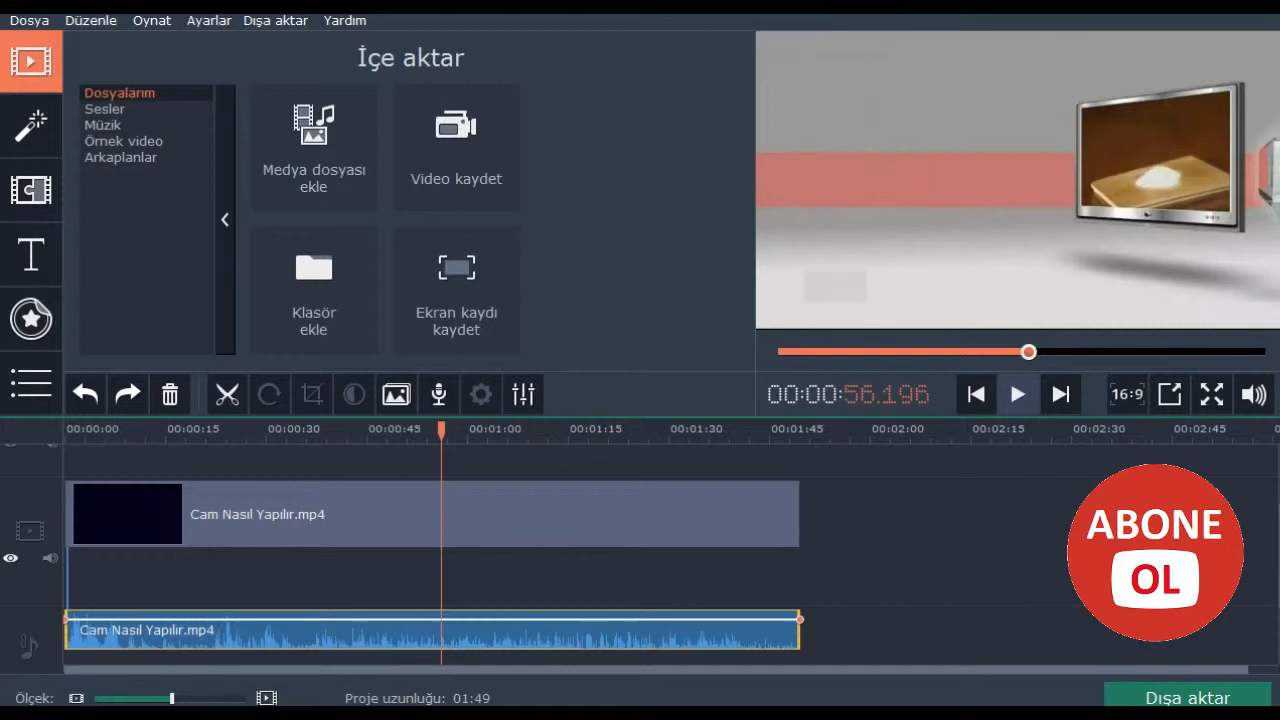 Dosya Düzenle Oynat Ayarlar Dışa aktar Yardım
İçe aktar
Dosyalarım
Sesler
Müzik
Örnek video
Arkaplanlar
Medya dosyası
ekle
Video kaydet
Klasör
ekle
Ekran kaydı
kaydet
00:00:56.196
16:9
00:00:00 00:00:15 00:00:30 00:00:45 00:01:00 00:01:15 00:01:30 00:01:45 00:02:00 00:02:15 00:02:30 00:02:45
Cam Nasıl Yapılır.mp4
ABONE
OL
Cam Nasıl Yapılır.mp4
Ölçek: Proje uzunluğu: 01:49
Dışa aktar